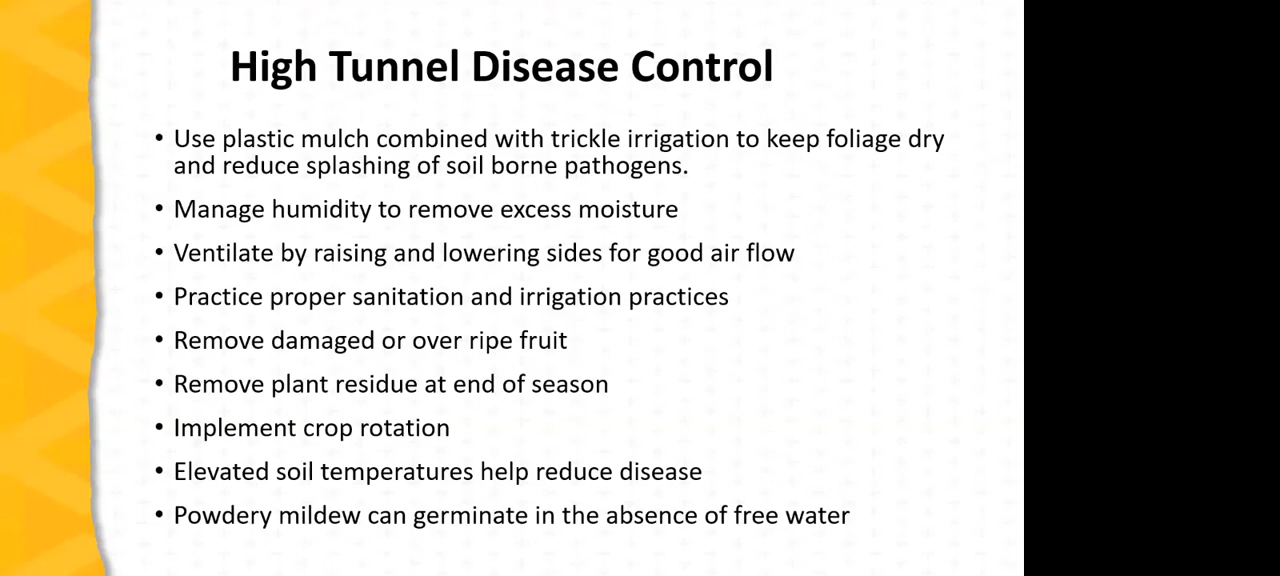 High Tunnel Disease Control
• Use plastic mulch combined with trickle irrigation to keep foliage dry
and reduce splashing of soil borne pathogens.
• Manage humidity to remove excess moisture
• Ventilate by raising and lowering sides for good air flow
• Practice proper sanitation and irrigation practices
• Remove damaged or over ripe fruit
• Remove plant residue at end of season
• Implement crop rotation
• Elevated soil temperatures help reduce disease
• Powdery mildew can germinate in the absence of free water